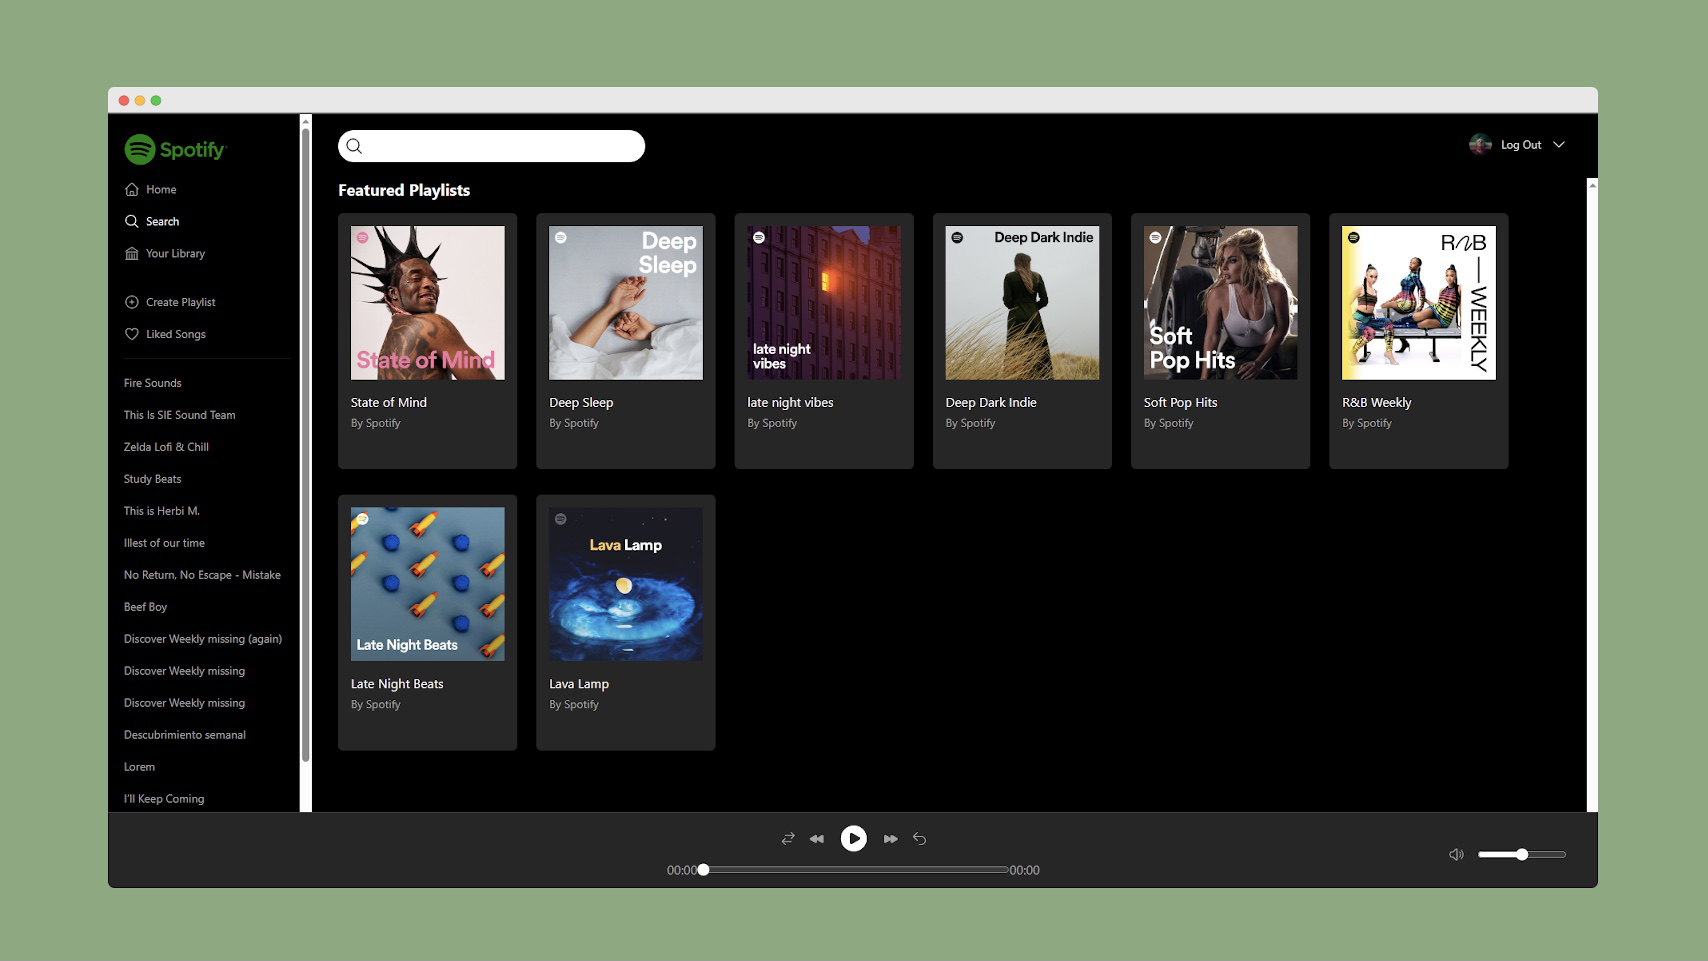 Spotify
Home
Search
Your Library
Create Playlist
Liked Songs
Fire Sounds
This Is SIE Sound Team
Zelda Lofi & Chill
Study Beats
This is Herbi M.
Illest of our time
No Return, No Escape - Mistake
Beef Boy
Discover Weekly missing (again)
Discover Weekly missing
Discover Weekly missing
Descubrimiento semanal
Lorem
I'll Keep Coming
Log Out
Featured Playlists
State of Mind
State of Mind
By Spotify
Deep
Sleep
Deep Sleep
By Spotify
late night
vibes
late night vibes
By Spotify
Deep Dark Indie
Deep Dark Indie
By Spotify
Soft
Pop Hits
Soft Pop Hits
By Spotify
RnB
WEEKLY
R&B Weekly
By Spotify
Late Night Beats
Late Night Beats
By Spotify
Lava Lamp
Lava Lamp
By Spotify
00:00
00:00